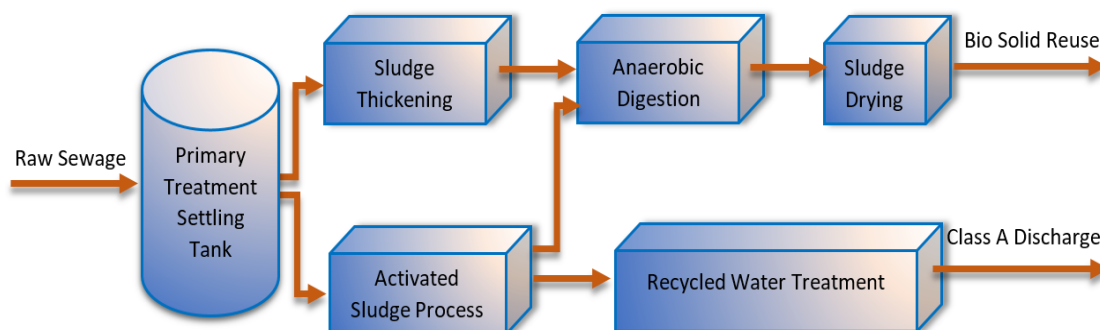 Raw Sewage
Primary
Treatment
Settling
Tank
Sludge
Thickening
Anaerobic
Digestion
Sludge
Drying
Bio Solid Reuse
Activated
Sludge Process
Recycled Water Treatment
Class A Discharge